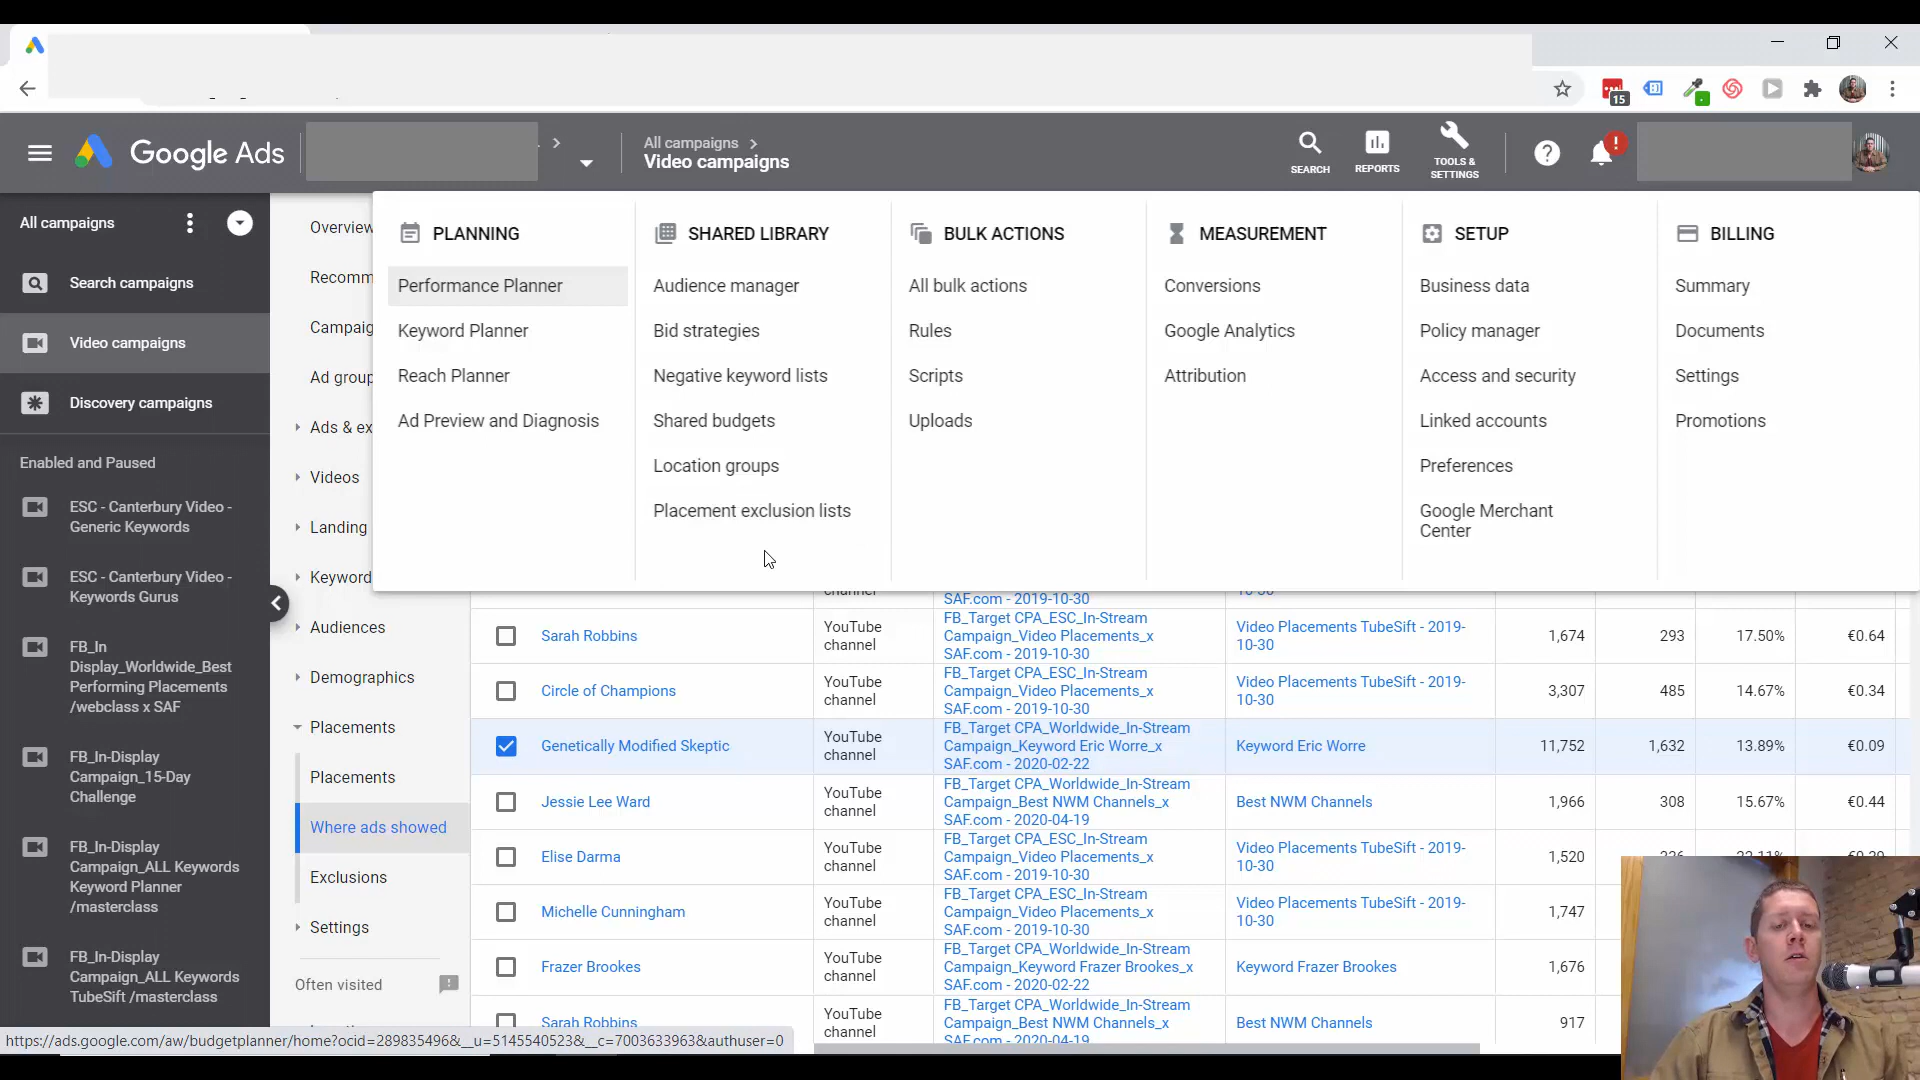 15
Google Ads
All campaigns
Video campaigns
SEARCH
REPORTS
TOOLS &
SETTINGS
!
All campaigns
Search campaigns
Video campaigns
Discovery campaigns
Enabled and Paused
ESC - Canterbury Video -
Generic Keywords
ESC - Canterbury Video -
Keywords Gurus
FB_In
Display_Worldwide_Best
Performing Placements
/webclass x SAF
FB_In-Display
Campaign_15-Day
Challenge
FB_In-Display
Campaign_ALL Keywords
Keyword Planner
/masterclass
FB_In-Display
Campaign_ALL Keywords
TubeSift /masterclass
Overview
Recomm
Campaig
Ad group
Ads & ex
Videos
Landing
Keyword
Audiences
Demographics
Placements
Placements
Where ads showed
Exclusions
Settings
Often visited
PLANNING
Performance Planner
Keyword Planner
Reach Planner
Ad Preview and Diagnosis
SHARED LIBRARY
Audience manager
Bid strategies
Negative keyword lists
Shared budgets
Location groups
Placement exclusion lists
BULK ACTIONS
All bulk actions
Rules
Scripts
Uploads
MEASUREMENT
Conversions
Google Analytics
Attribution
SETUP
Business data
Policy manager
Access and security
Linked accounts
Preferences
Google Merchant
Center
BILLING
Summary
Documents
Settings
Promotions
channel
SAF.com - 2019-10-30
10-30
Sarah Robbins
YouTube
channel
FB_Target CPA_ESC_In-Stream
Campaign_Video Placements_x
SAF.com - 2019-10-30
Video Placements TubeSift - 2019-
10-30
1,674
293
17.50%
€0.64
Circle of Champions
YouTube
channel
FB_Target CPA_ESC_In-Stream
Campaign_Video Placements_x
SAF.com - 2019-10-30
Video Placements TubeSift - 2019-
10-30
3,307
485
14.67%
€0.34
Genetically Modified Skeptic
YouTube
channel
FB_Target CPA_Worldwide_In-Stream
Campaign_Keyword Eric Worre_x
SAF.com - 2020-02-22
Keyword Eric Worre
11,752
1,632
13.89%
€0.09
Jessie Lee Ward
YouTube
channel
FB_Target CPA_Worldwide_In-Stream
Campaign_Best NWM Channels_x
SAF.com - 2020-04-19
Best NWM Channels
1,966
308
15.67%
€0.44
Elise Darma
YouTube
channel
FB_Target CPA_ESC_In-Stream
Campaign_Video Placements_x
SAF.com - 2019-10-30
Video Placements TubeSift - 2019-
10-30
1,520
Michelle Cunningham
YouTube
channel
FB_Target CPA_ESC_In-Stream
Campaign_Video Placements_x
SAF.com - 2019-10-30
Video Placements TubeSift - 2019-
10-30
1,747
Frazer Brookes
YouTube
channel
FB_Target CPA_Worldwide_In-Stream
Campaign_Keyword Frazer Brookes_x
SAF.com - 2020-02-22
Keyword Frazer Brookes
1,676
Sarah Robbins
YouTube
channel
FB_Target CPA_Worldwide_In-Stream
Campaign_Best NWM Channels_x
SAF.com - 2020-04-19
Best NWM Channels
917
https://ads.google.com/aw/budgetplanner/home?ocid=289835496&__u=5145540523&__c=7003633963&authuser=0